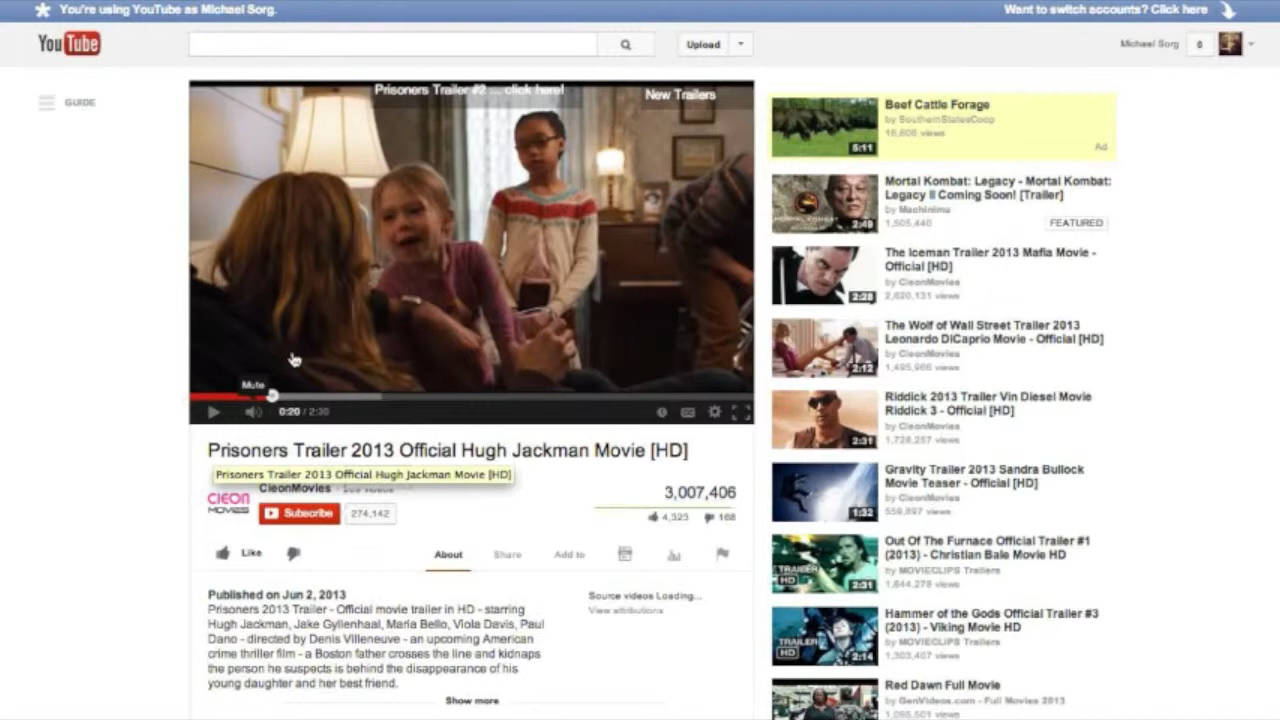 You're using YouTube as Michael Sorg.
Want to switch accounts? Click here
YouTube
Upload
Michael Sorg
0
GUIDE
Prisoners Trailer #2 ... click here!
New Trailers
Mute
0:20 / 2:30
Prisoners Trailer 2013 Official Hugh Jackman Movie [HD]
Prisoners Trailer 2013 Official Hugh Jackman Movie [HD]
CleonMovies
CLEON
MOVIES
Subscribe
274,142
3,007,406
4,323
168
Like
About
Share
Add to
Published on Jun 2, 2013
Prisoners 2013 Trailer - Official movie trailer in HD - starring
Hugh Jackman, Jake Gyllenhaal, Maria Bello, Viola Davis, Paul
Dano - directed by Denis Villeneuve - an upcoming American
crime thriller film - a Boston father crosses the line and kidnaps
the person he suspects is behind the disappearance of his
young daughter and her best friend.
Show more
Source videos Loading...
View attributions
5:11
Beef Cattle Forage
by SouthernStatesCoop
16,606 views
Ad
MORTAL KOMBAT
2:49
Mortal Kombat: Legacy - Mortal Kombat:
Legacy II Coming Soon! [Trailer]
by Machinima
1,505,440
FEATURED
2:28
The Iceman Trailer 2013 Mafia Movie -
Official [HD]
by CleonMovies
2,620,131 views
2:12
The Wolf of Wall Street Trailer 2013
Leonardo DiCaprio Movie - Official [HD]
by CleonMovies
1,495,966 views
2:31
Riddick 2013 Trailer Vin Diesel Movie
Riddick 3 - Official [HD]
by CleonMovies
1,726,257 views
1:32
Gravity Trailer 2013 Sandra Bullock
Movie Teaser - Official [HD]
by CleonMovies
559,897 views
TRAILER
HD
2:31
Out Of The Furnace Official Trailer #1
(2013) - Christian Bale Movie HD
by MOVIECLIPS Trailers
1,644,278 views
TRAILER
HD
2:14
Hammer of the Gods Official Trailer #3
(2013) - Viking Movie HD
by MOVIECLIPS Trailers
1,303,407 views
Red Dawn Full Movie
by GenVideos.com - Full Movies 2013
1,095,501 views